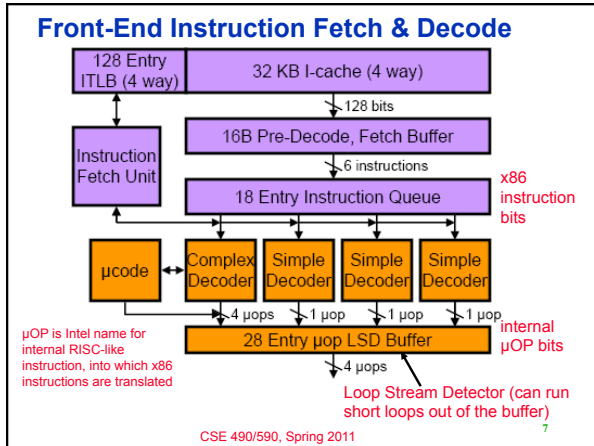 Front-End Instruction Fetch & Decode
128 Entry
ITLB (4 way)
32 KB I-cache (4 way)
128 bits
16B Pre-Decode, Fetch Buffer
Instruction
Fetch Unit
6 instructions
18 Entry Instruction Queue
x86
instruction
bits
µcode
Complex
Decoder
Simple
Decoder
Simple
Decoder
Simple
Decoder
4 µops
1 µop
1 µop
1 µop
28 Entry µop LSD Buffer
internal
µOP bits
µOP is Intel name for
internal RISC-like
instruction, into which x86
instructions are translated
4 µops
Loop Stream Detector (can run
short loops out of the buffer)
CSE 490/590, Spring 2011
7